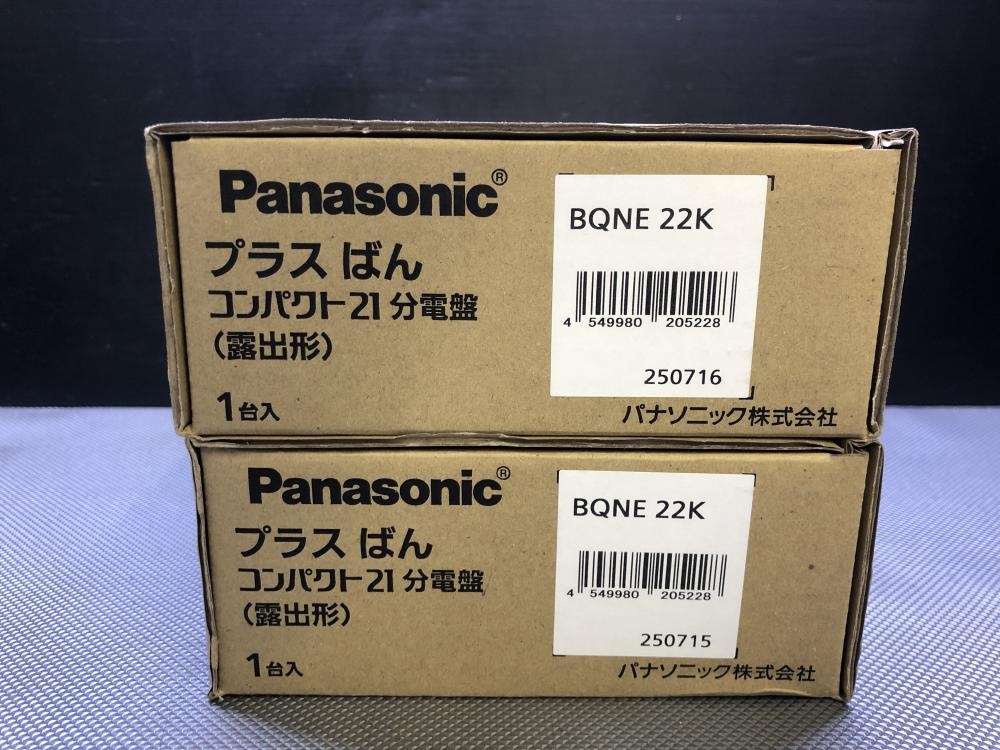 Panasonic®
プラス ばん
コンパクト21 分電盤
(露出形)
1台入
BQNE 22K
4 549980 205228
250716
パナソニック株式会社
Panasonic®
プラス ばん
コンパクト21 分電盤
(露出形)
1台入
BQNE 22K
4 549980 205228
250715
パナソニック株式会社